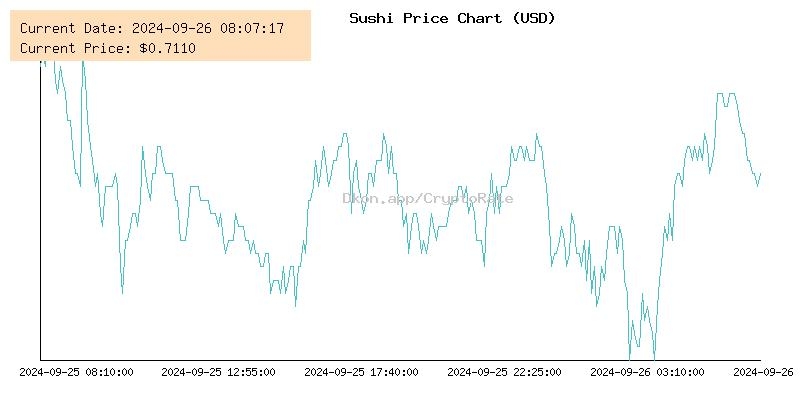 Sushi Price Chart (USD)
Current Date: 2024-09-26 08:07:17
Current Price: $0.7110
Dkon.app/CryptoRate
2024-09-25 08:10:00 2024-09-25 12:55:00 2024-09-25 17:40:00 2024-09-25 22:25:00 2024-09-26 03:10:00 2024-09-26